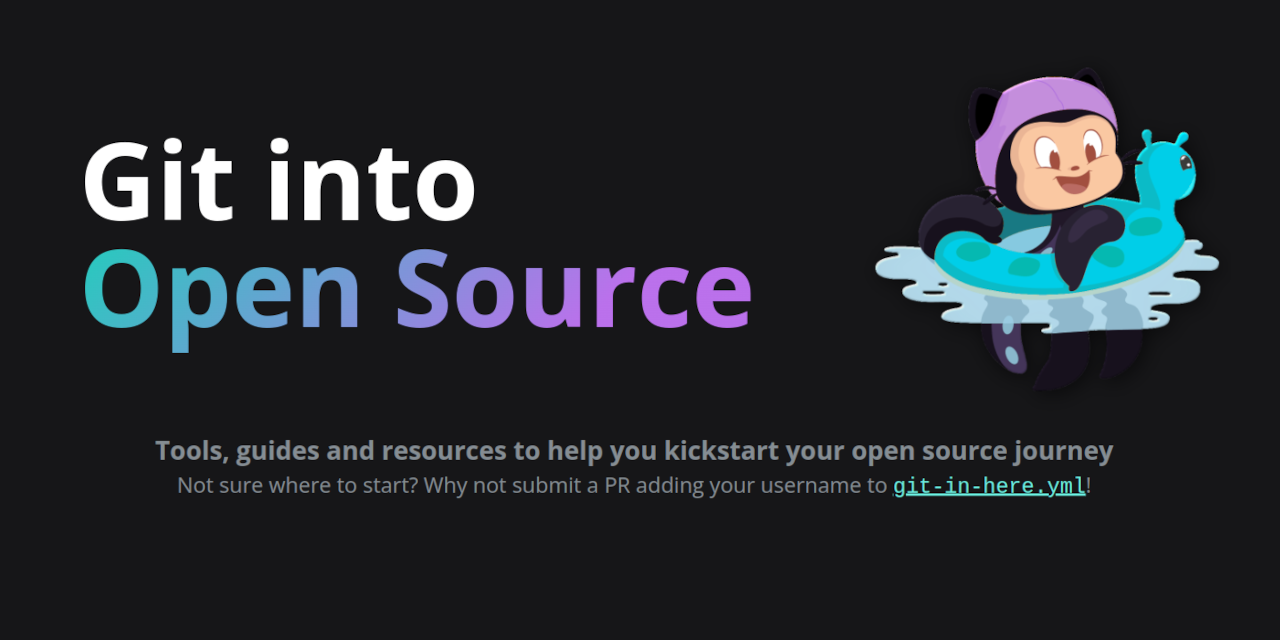 Git into
Open Source
Tools, guides and resources to help you kickstart your open source journey
Not sure where to start? Why not submit a PR adding your username to git-in-here.yml!